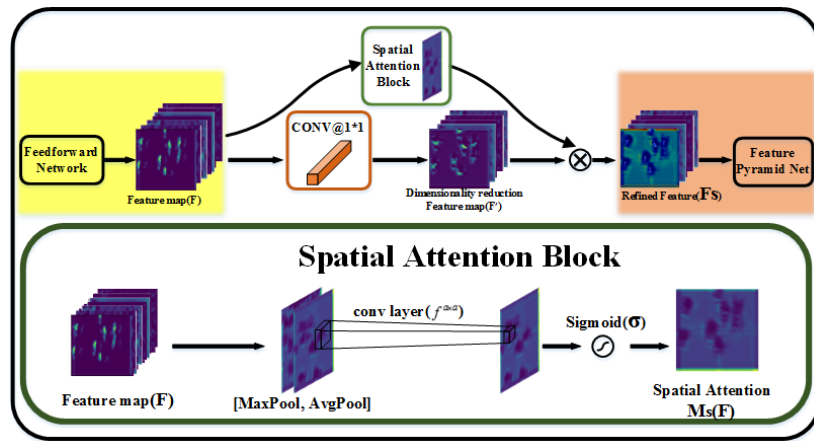 Spatial
Attention
Block
CONV@1*1
Feedforward
Network
Feature
Pyramid Net
Feature map(F)
Dimensionality reduction
Feature map(F')
Refined Feature(Fs)
Spatial Attention Block
conv layer(
Sigmoid(σ)
Feature map(F)
[MaxPool, AvgPool]
Spatial Attention
Ms(F)